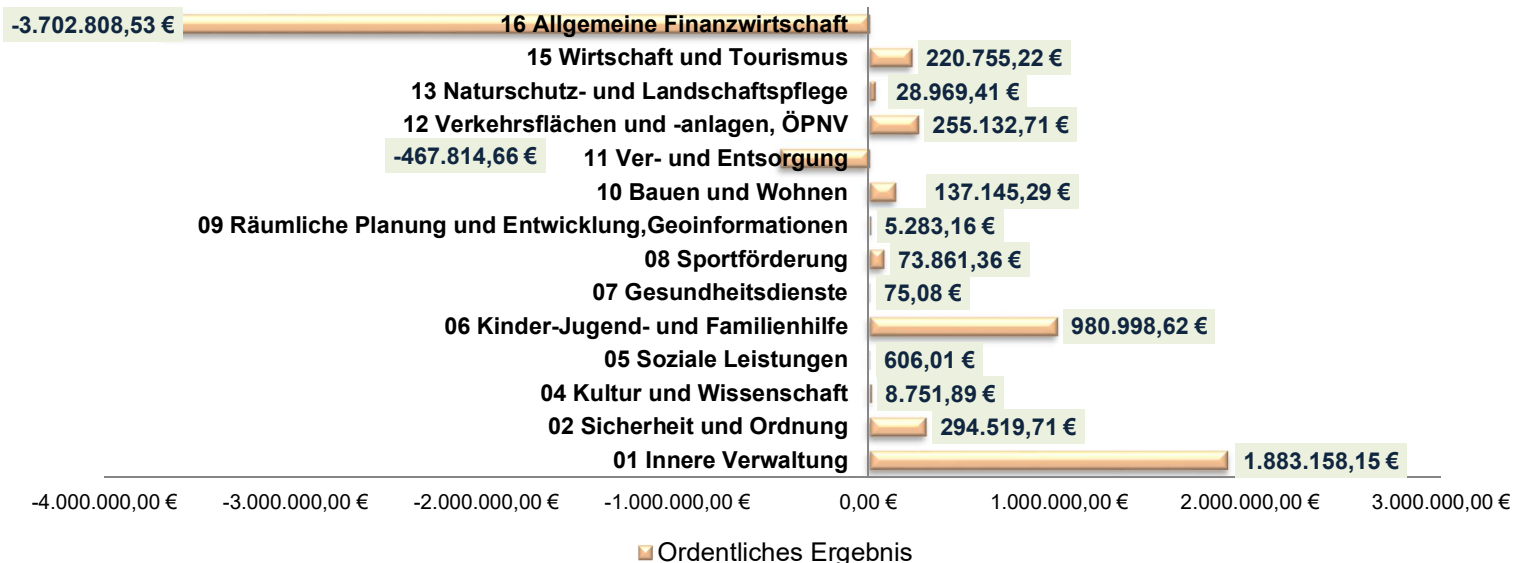 -3.702.808,53 € 16 Allgemeine Finanzwirtschaft
15 Wirtschaft und Tourismus 220.755,22 €
13 Naturschutz- und Landschaftspflege 28.969,41 €
12 Verkehrsflächen und -anlagen, ÖPNV 255.132,71 €
-467.814,66 € 11 Ver- und Entsorgung
10 Bauen und Wohnen 137.145,29 €
09 Räumliche Planung und Entwicklung,Geoinformationen 5.283,16 €
08 Sportförderung 73.861,36 €
07 Gesundheitsdienste 75,08 €
06 Kinder-Jugend- und Familienhilfe 980.998,62 €
05 Soziale Leistungen 606,01 €
04 Kultur und Wissenschaft 8.751,89 €
02 Sicherheit und Ordnung 294.519,71 €
01 Innere Verwaltung 1.883.158,15 €
-4.000.000,00 € -3.000.000,00 € -2.000.000,00 € -1.000.000,00 € 0,00 € 1.000.000,00 € 2.000.000,00 € 3.000.000,00 €
Ordentliches Ergebnis